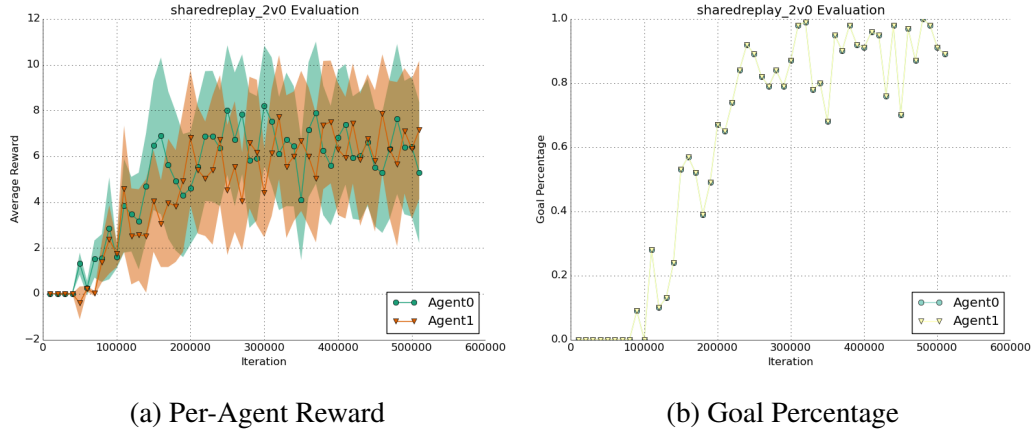 sharedreplay_2v0 Evaluation
12
10
8
6
4
2
0
−2
Average Reward
0 100000 200000 300000 400000 500000 600000
Iteration
Agent0
Agent1
(a) Per-Agent Reward
sharedreplay_2v0 Evaluation
1.0
0.8
0.6
0.4
0.2
0.0
Goal Percentage
0 100000 200000 300000 400000 500000 600000
Iteration
Agent0
Agent1
(b) Goal Percentage